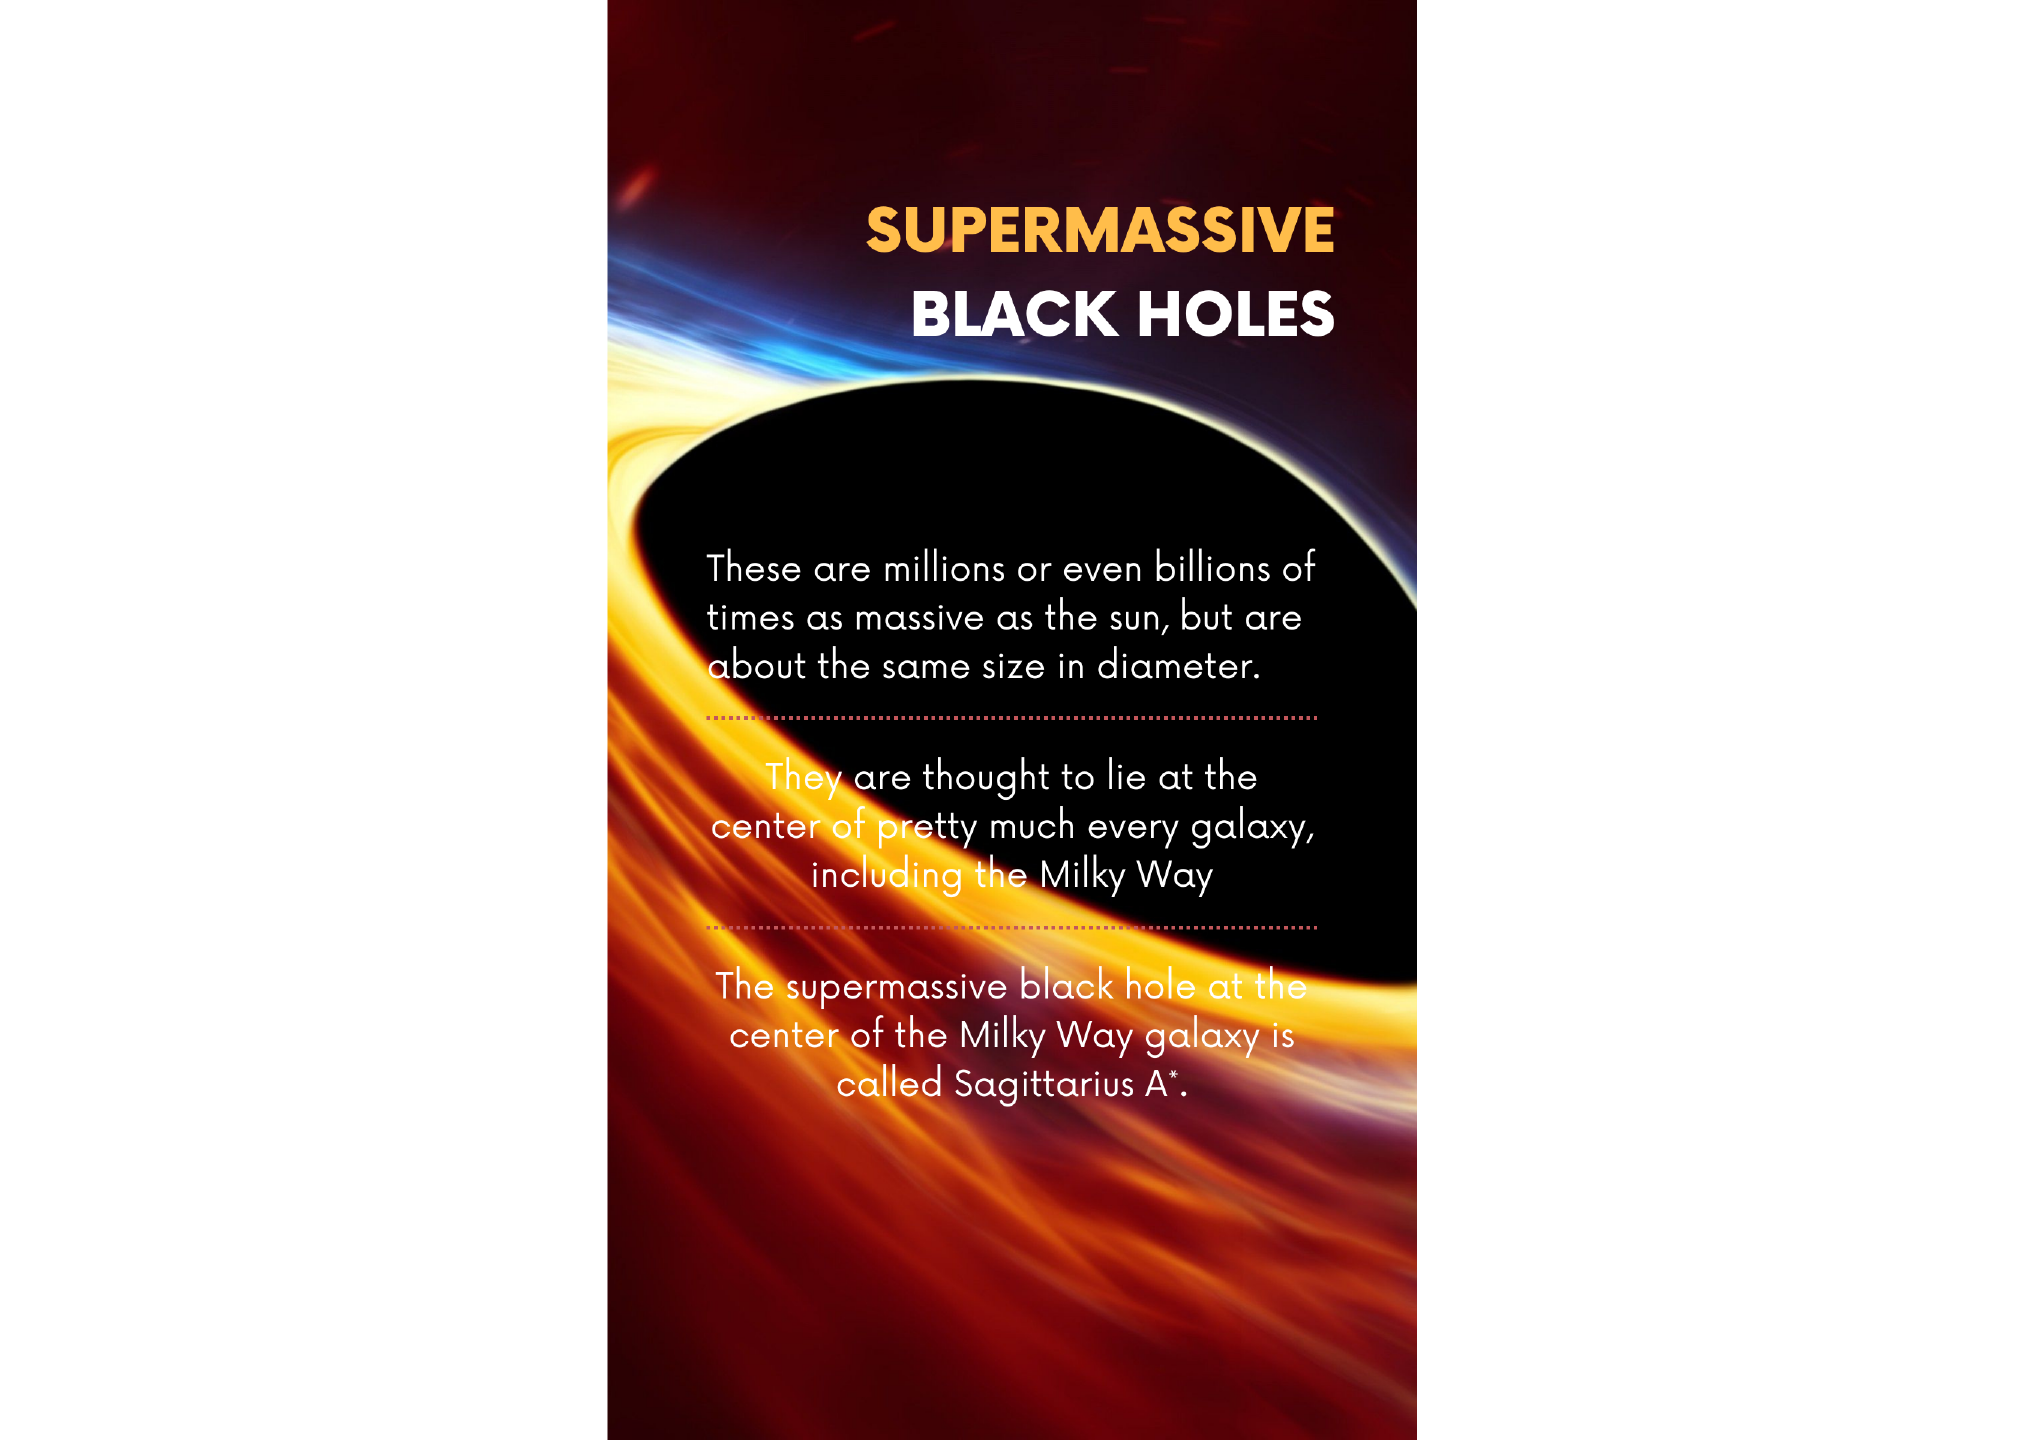 SUPERMASSIVE
BLACK HOLES
These are millions or even billions of
times as massive as the sun, but are
about the same size in diameter.
They are thought to lie at the
center of pretty much every galaxy,
including the Milky Way
The supermassive black hole at the
center of the Milky Way galaxy is
called Sagittarius A*.